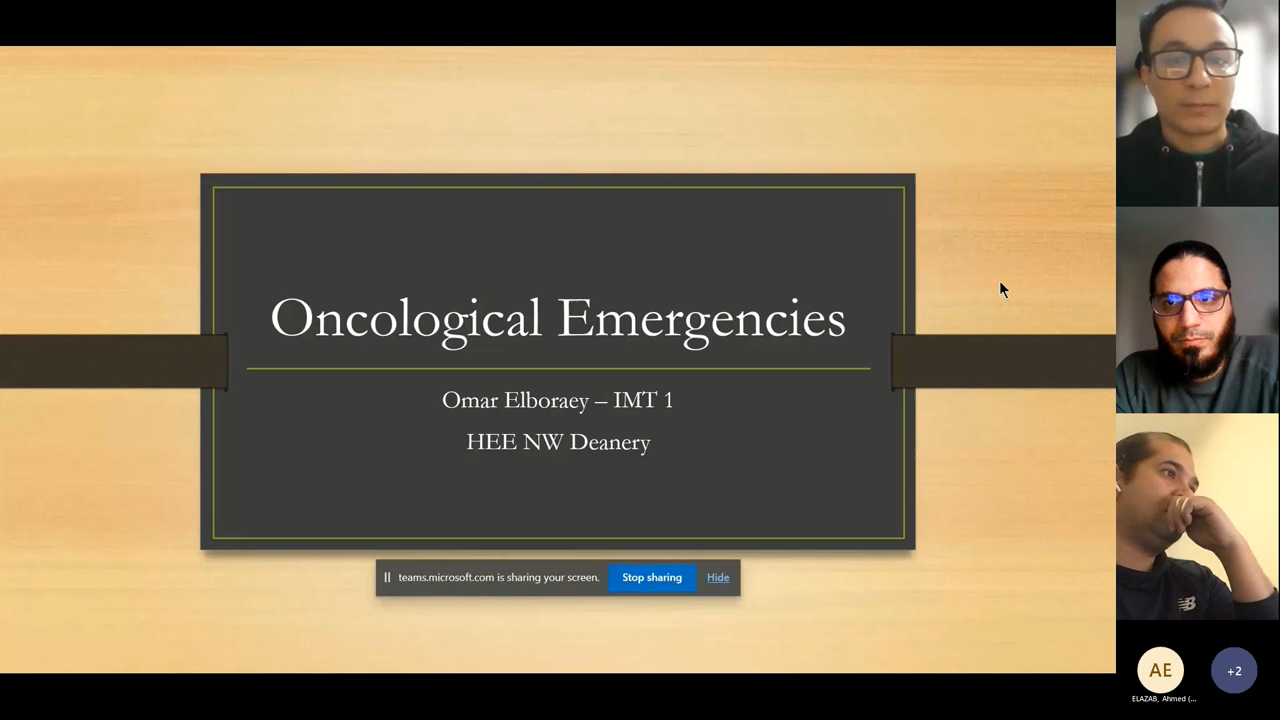 Oncological Emergencies
Omar Elboraey – IMT 1
HEE NW Deanery
teams.microsoft.com is sharing your screen.
Stop sharing
Hide
AE
+2
ELAZAB, Ahmed (...